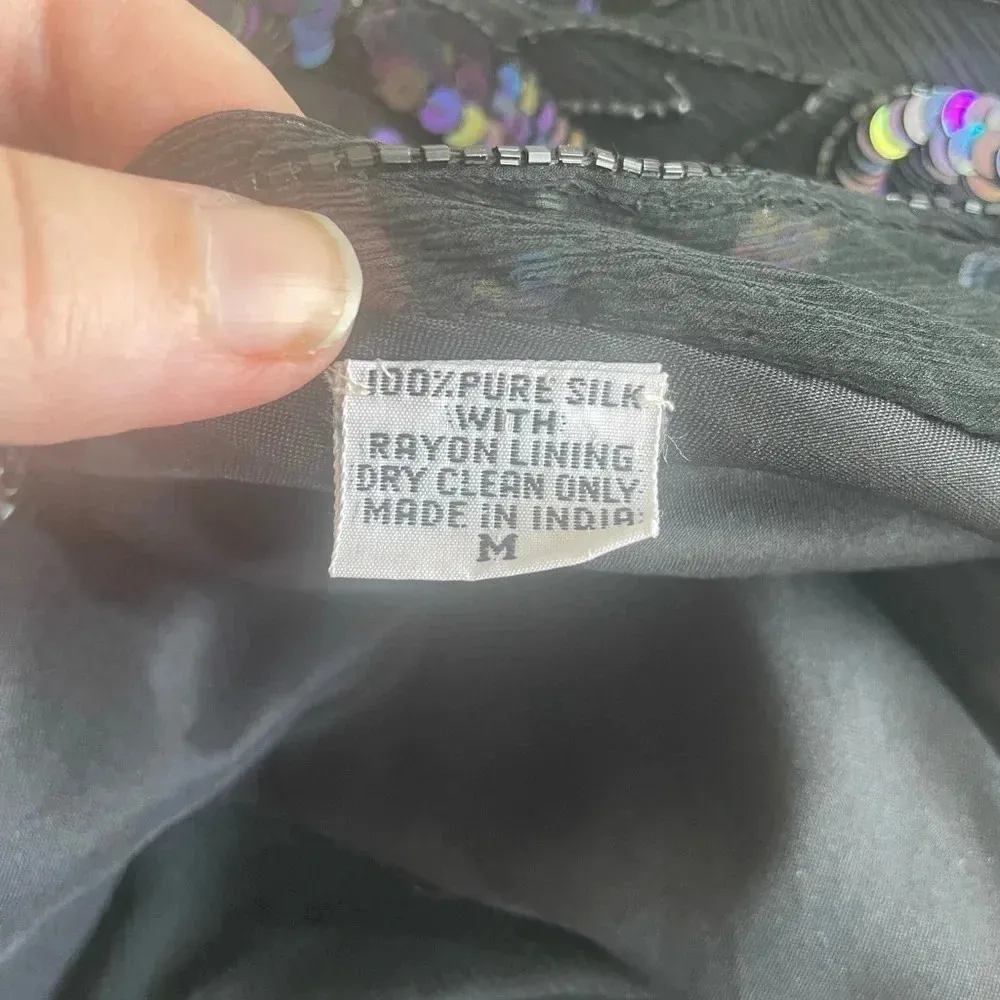 100% PURE SILK
WITH
RAYON LINING
DRY CLEAN ONLY
MADE IN INDIA
M